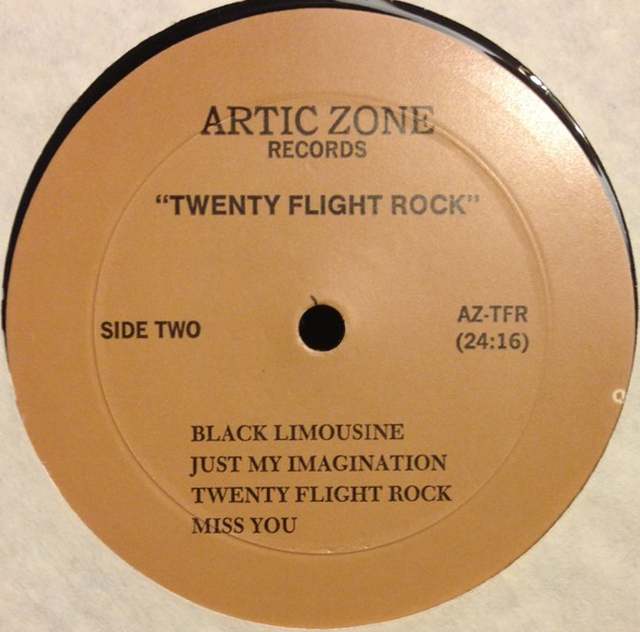 ARTIC ZONE
RECORDS
“TWENTY FLIGHT ROCK”
SIDE TWO
AZ-TFR
(24:16)
BLACK LIMOUSINE
JUST MY IMAGINATION
TWENTY FLIGHT ROCK
MISS YOU